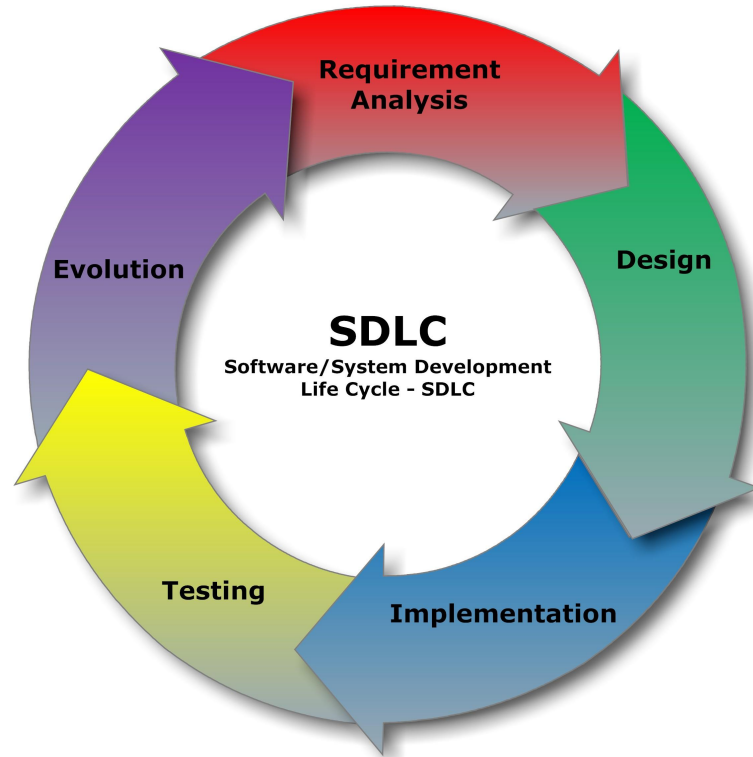 Requirement
Analysis
Design
Evolution
SDLC
Software/System Development
Life Cycle - SDLC
Testing
Implementation